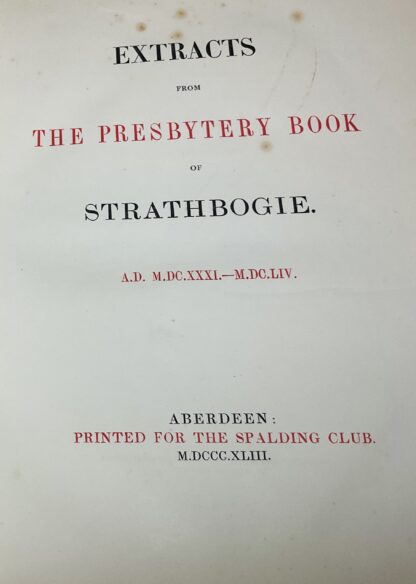 EXTRACTS
FROM
THE PRESBYTERY BOOK
OF
STRATHBOGIE.
A.D. M.DC.XXXI.—M.DC.LIV.
ABERDEEN:
PRINTED FOR THE SPALDING CLUB.
M.DCCC.XLIII.